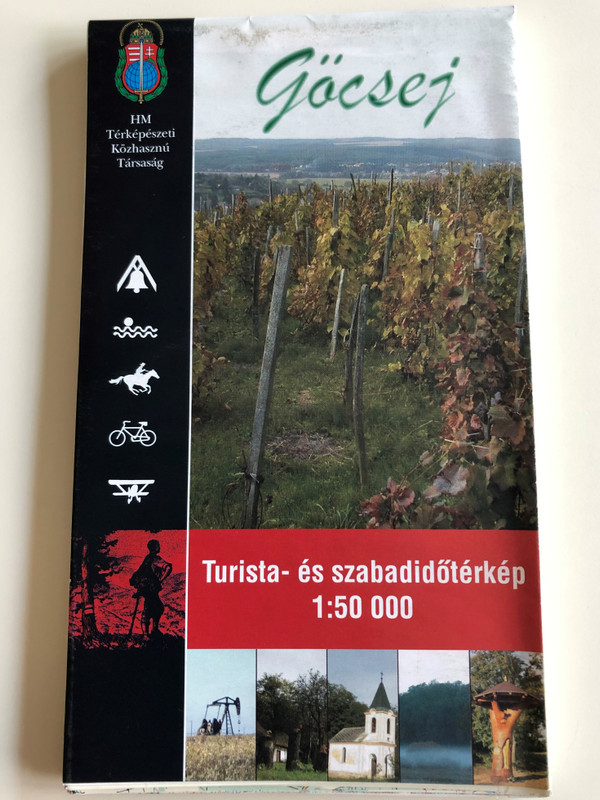 HM
Térképészeti
Közhasznú
Társaság
Göcsej
Turista- és szabadidőtérkép
1:50 000